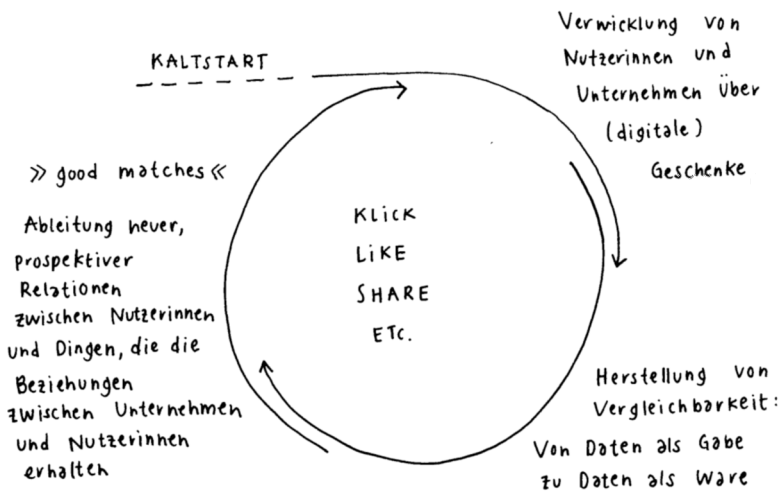 KALTSTART
Verwicklung von
Nutzerinnen und
Unternehmen über
(digitale)
Geschenke
» good matches «
Ableitung neuer,
prospektiver
Relationen
zwischen Nutzerinnen
und Dingen, die die
Beziehungen
zwischen Unternehmen
und Nutzerinnen
erhalten
KLICK
LIKE
SHARE
ETC.
Herstellung von
Vergleichbarkeit:
Von Daten als Gabe
zu Daten als Ware